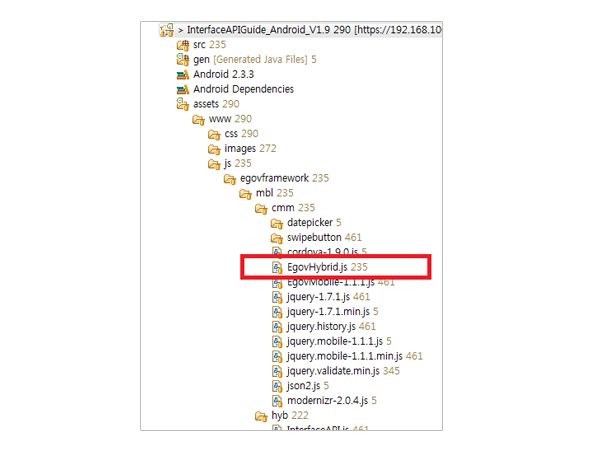 > InterfaceAPIGuide_Android_V1.9 290 [https://192.168.10
src 235
gen [Generated Java Files] 5
Android 2.3.3
Android Dependencies
assets 290
www 290
css 290
images 272
js 235
egovframework 235
mbl 235
cmm 235
datepicker 5
swipebutton 461
cordova-1.9.0.js 5
EgovHybrid.js 235
EgovMobile-1.1.1.js 461
jquery-1.7.1.js 461
jquery-1.7.1.min.js 5
jquery.history.js 461
jquery.mobile-1.1.1.js 5
jquery.mobile-1.1.1.min.js 461
jquery.validate.min.js 345
json2.js 5
modernizr-2.0.4.js 5
hyb 222
InterfaceAPI.js 461